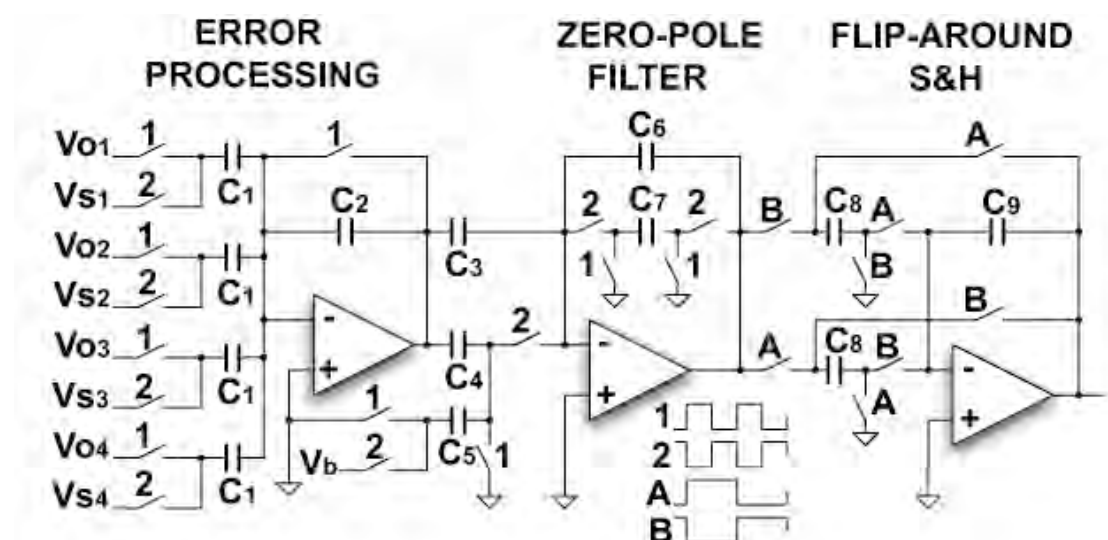 ERROR
PROCESSING
ZERO-POLE
FILTER
FLIP-AROUND
S&H
Vo1 1
Vs1 2
C1
Vo2 1
Vs2 2
C1
Vo3 1
Vs3 2
C1
Vo4 1
Vs4 2
C1
1
C2
-
+
1
2
Vb
C3
C4
C5
1
2
C6
2 C7 2
1 1
-
+
1
2
A
B
B
A
A
C8 A
B
C9
B
C8 B
A
-
+